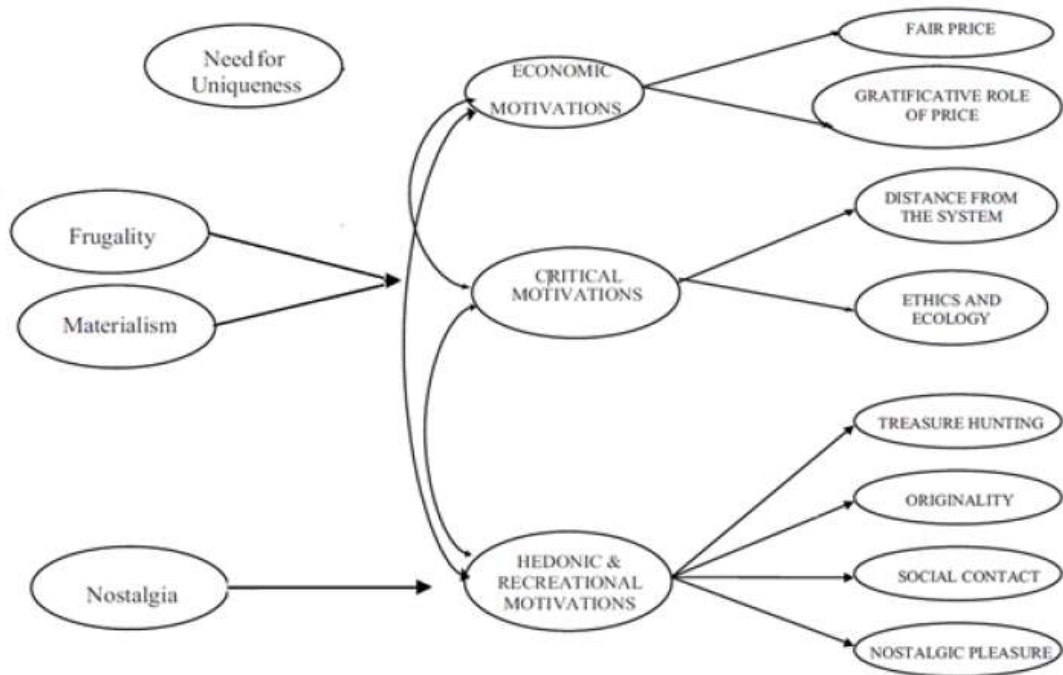 Need for
Uniqueness
Frugality
Materialism
Nostalgia
ECONOMIC
MOTIVATIONS
CRITICAL
MOTIVATIONS
HEDONIC &
RECREATIONAL
MOTIVATIONS
FAIR PRICE
GRATIFICATIVE ROLE
OF PRICE
DISTANCE FROM
THE SYSTEM
ETHICS AND
ECOLOGY
TREASURE HUNTING
ORIGINALITY
SOCIAL CONTACT
NOSTALGIC PLEASURE